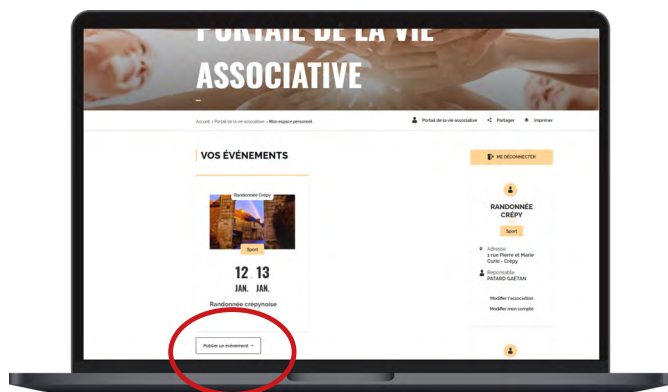 PORTAIL DE LA VIE
ASSOCIATIVE
Accueil › Portail de la vie associative › Mon espace personnel
Portail de la vie associative
Partager
Imprimer
VOS ÉVÉNEMENTS
Randonnée Crépy
Sport
12 13
JAN. JAN.
Randonnée crépynoise
Publier un événement →
ME DÉCONNECTER
RANDONNÉE
CRÉPY
Sport
Adresse :
1 rue Pierre et Marie
Curie - Crépy
Reponsable :
PATARD GAËTAN
Modifier l'association
Modifier mon compte